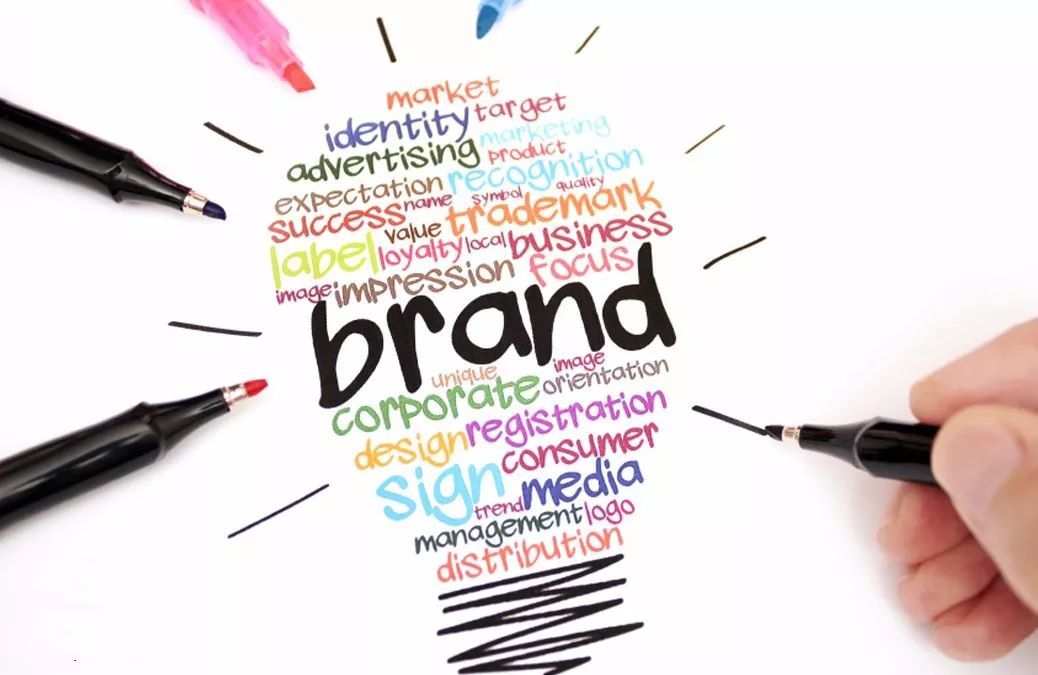 market
identity target
marketing
advertising product
expectation recognition
name symbol quality
success value trademark
label loyalty local business
image impression focus
brand
unique image
corporate orientation
design registration
sign consumer
trend media
management logo
distribution